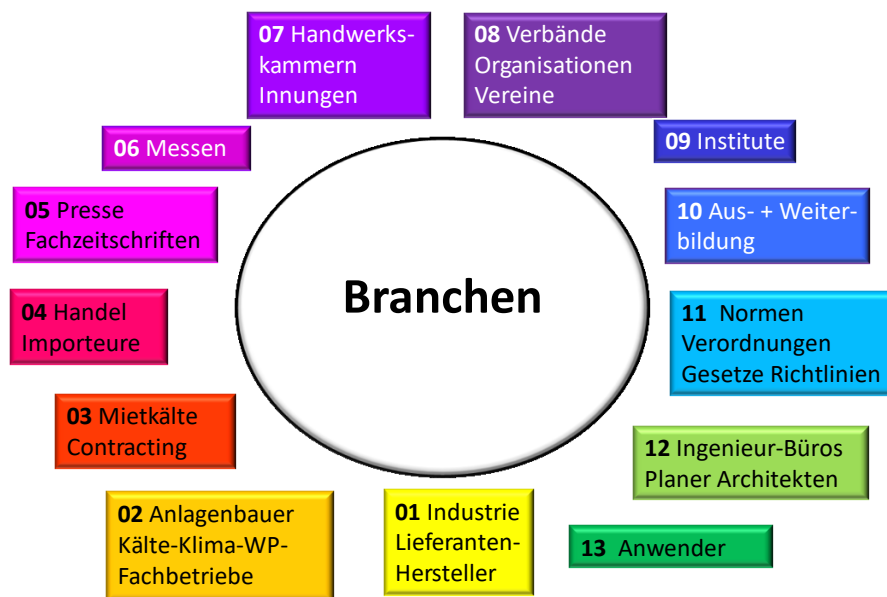 07 Handwerks-
kammern
Innungen
08 Verbände
Organisationen
Vereine
06 Messen
09 Institute
05 Presse
Fachzeitschriften
10 Aus- + Weiter-
bildung
Branchen
04 Handel
Importeure
11 Normen
Verordnungen
Gesetze Richtlinien
03 Mietkälte
Contracting
12 Ingenieur-Büros
Planer Architekten
02 Anlagenbauer
Kälte-Klima-WP-
Fachbetriebe
01 Industrie
Lieferanten-
Hersteller
13 Anwender